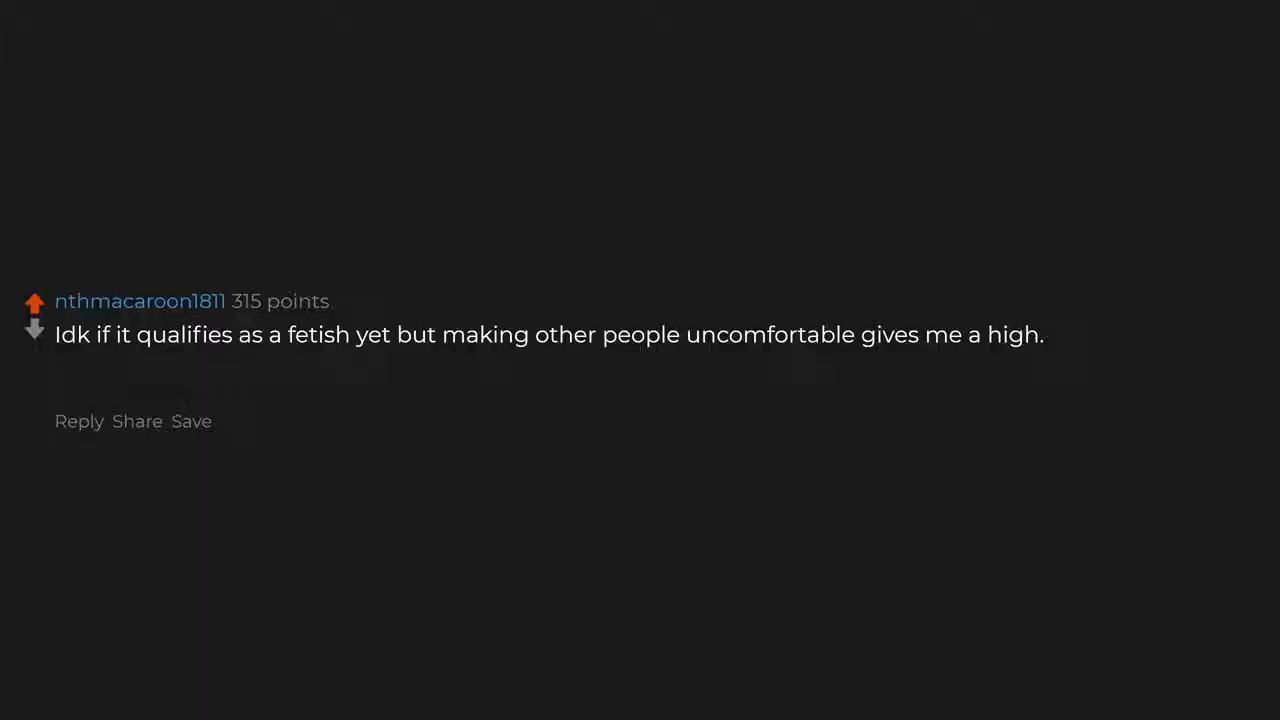 nthmacaroon1811 315 points
Idk if it qualifies as a fetish yet but making other people uncomfortable gives me a high.
Reply Share Save